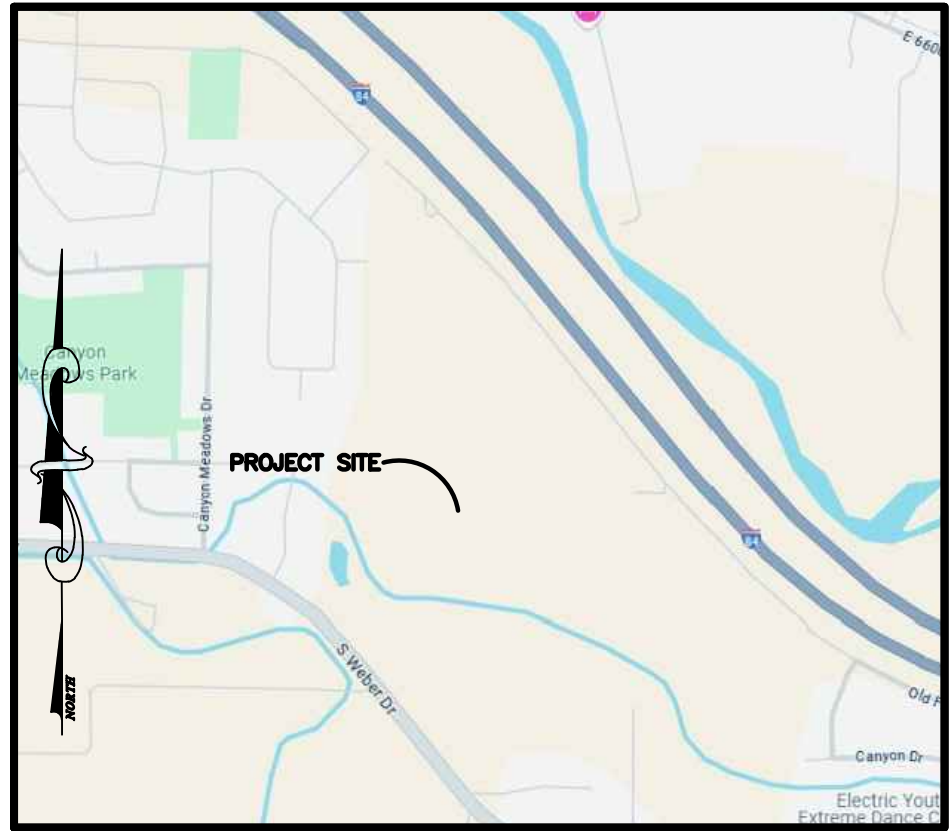 E 660
84
Canyon
Meadows Park
Canyon Meadows Dr
PROJECT SITE
84
S Weber Dr
NORTH
Old F
Canyon Dr
Electric Yout
Extreme Dance C